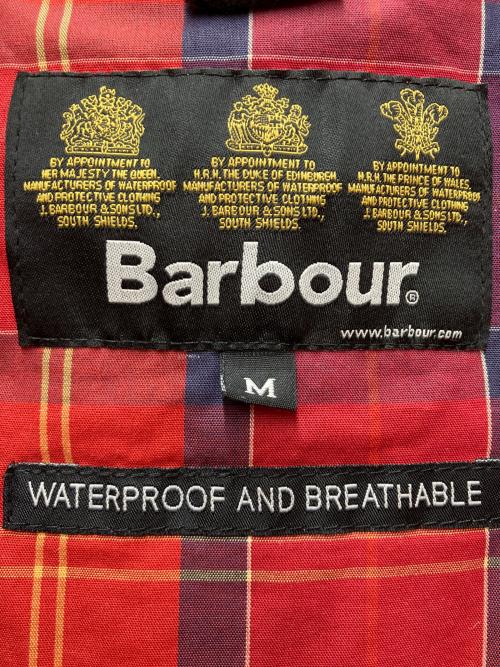 BY APPOINTMENT TO
HER MAJESTY THE QUEEN,
MANUFACTURERS OF WATERPROOF
AND PROTECTIVE CLOTHING
J. BARBOUR & SONS LTD.,
SOUTH SHIELDS.
BY APPOINTMENT TO
H.R.H. THE DUKE OF EDINBURGH
MANUFACTURERS OF WATERPROOF
AND PROTECTIVE CLOTHING
J. BARBOUR & SONS LTD.,
SOUTH SHIELDS.
BY APPOINTMENT TO
H.R.H. THE PRINCE OF WALES,
MANUFACTURERS OF WATERPROOF
AND PROTECTIVE CLOTHING
J. BARBOUR & SONS LTD.,
SOUTH SHIELDS.
Barbour®
www.barbour.com
M
WATERPROOF AND BREATHABLE